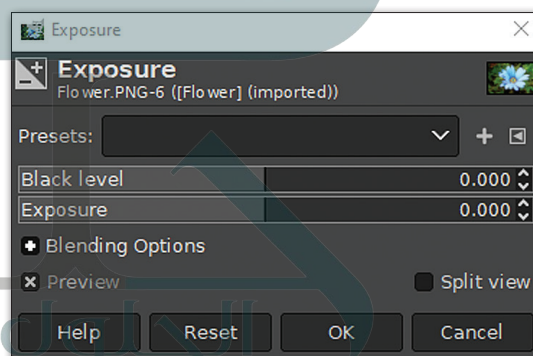 Exposure
Exposure
Flower.PNG-6 ([Flower] (imported))
Presets:
Black level 0.000
Exposure 0.000
Blending Options
Preview Split view
Help Reset OK Cancel